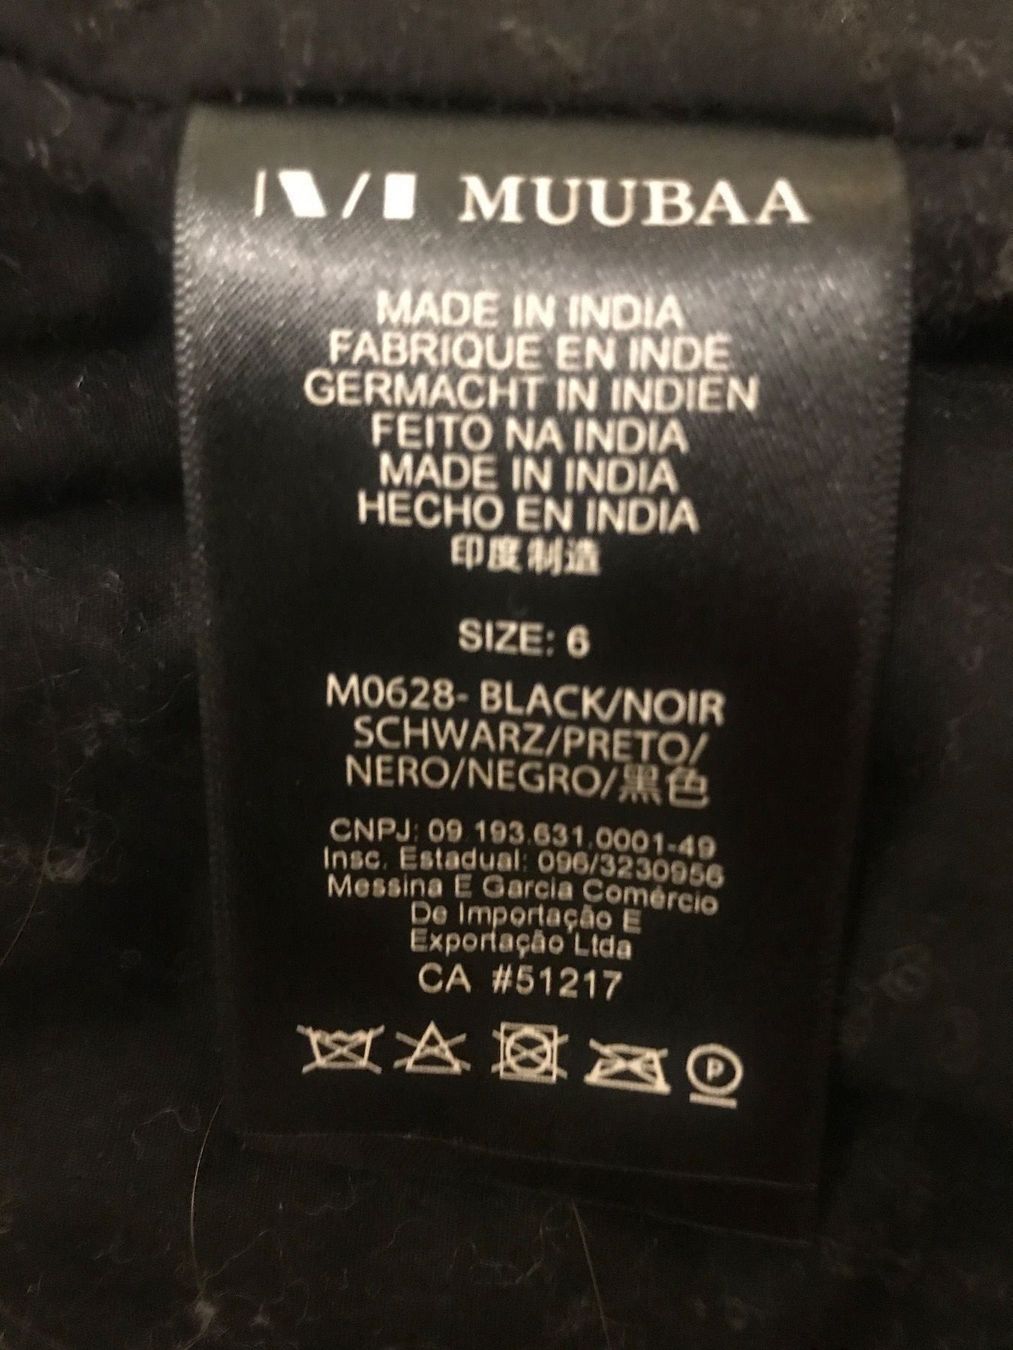 MUUBAA
MADE IN INDIA
FABRIQUE EN INDE
GERMACHT IN INDIEN
FEITO NA INDIA
MADE IN INDIA
HECHO EN INDIA
印度制造
SIZE: 6
M0628- BLACK/NOIR
SCHWARZ/PRETO/
NERO/NEGRO/黑色
CNPJ: 09.193.631.0001-49
Insc. Estadual: 096/3230956
Messina E Garcia Comércio
De Importação E
Exportação Ltda
CA #51217
P